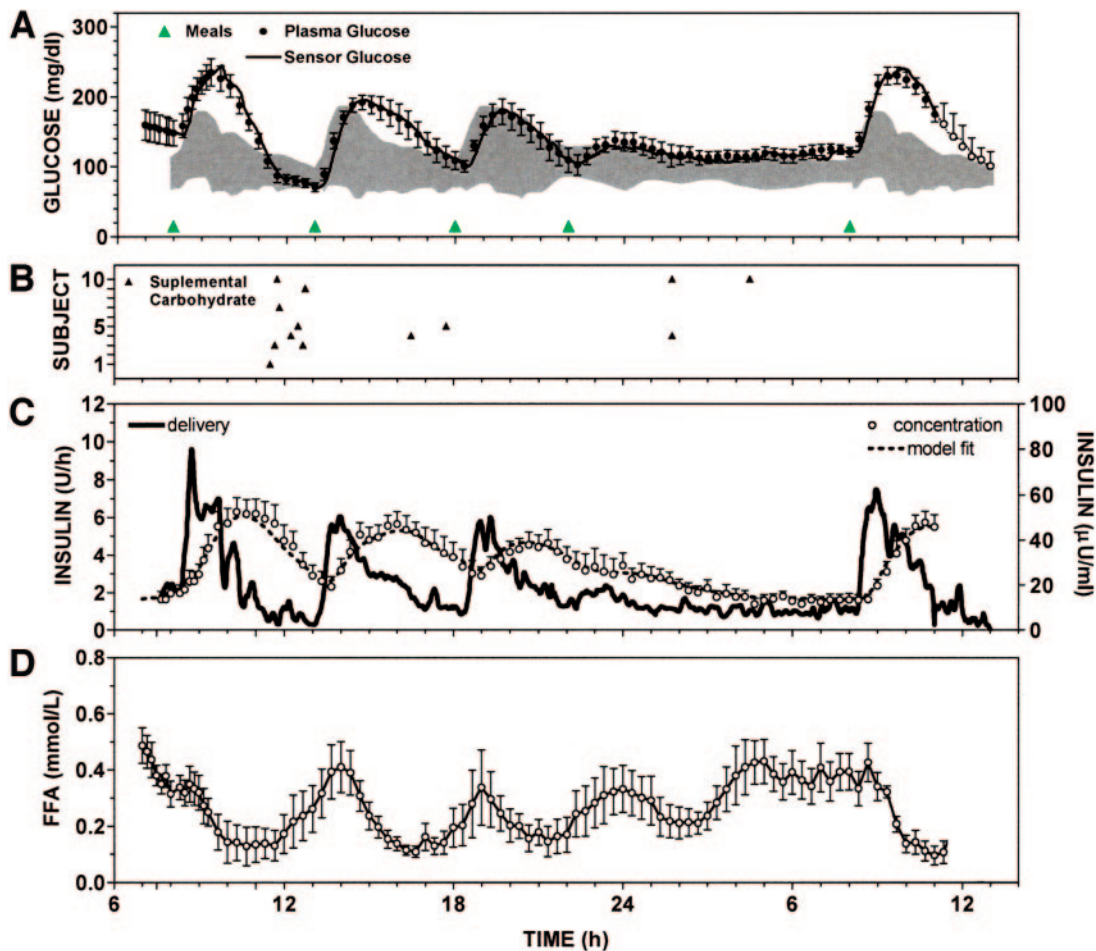 A
GLUCOSE (mg/dl)
300
200
100
0
Meals
Plasma Glucose
Sensor Glucose
B
SUBJECT
10
5
1
Suplemental
Carbohydrate
C
INSULIN (U/h)
12
10
8
6
4
2
0
delivery
concentration
model fit
100
80
60
40
20
0
INSULIN (μU/ml)
D
FFA (mmol/L)
0.8
0.6
0.4
0.2
0.0
6 12 18 24 6 12
TIME (h)